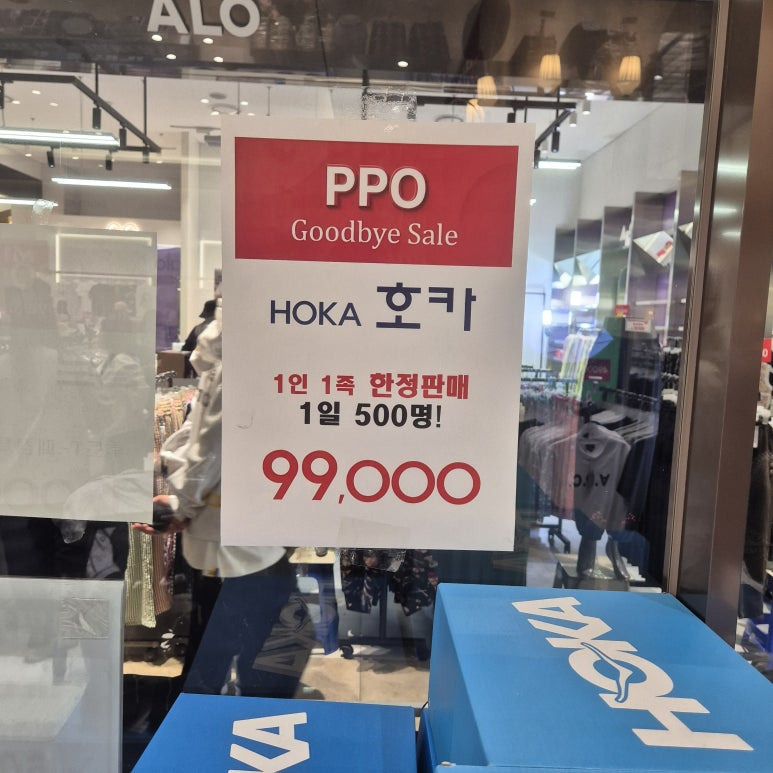 ALO
PPO
Goodbye Sale
HOKA 호카
1인 1족 한정판매
1일 500명!
99,000
HOKA
KA